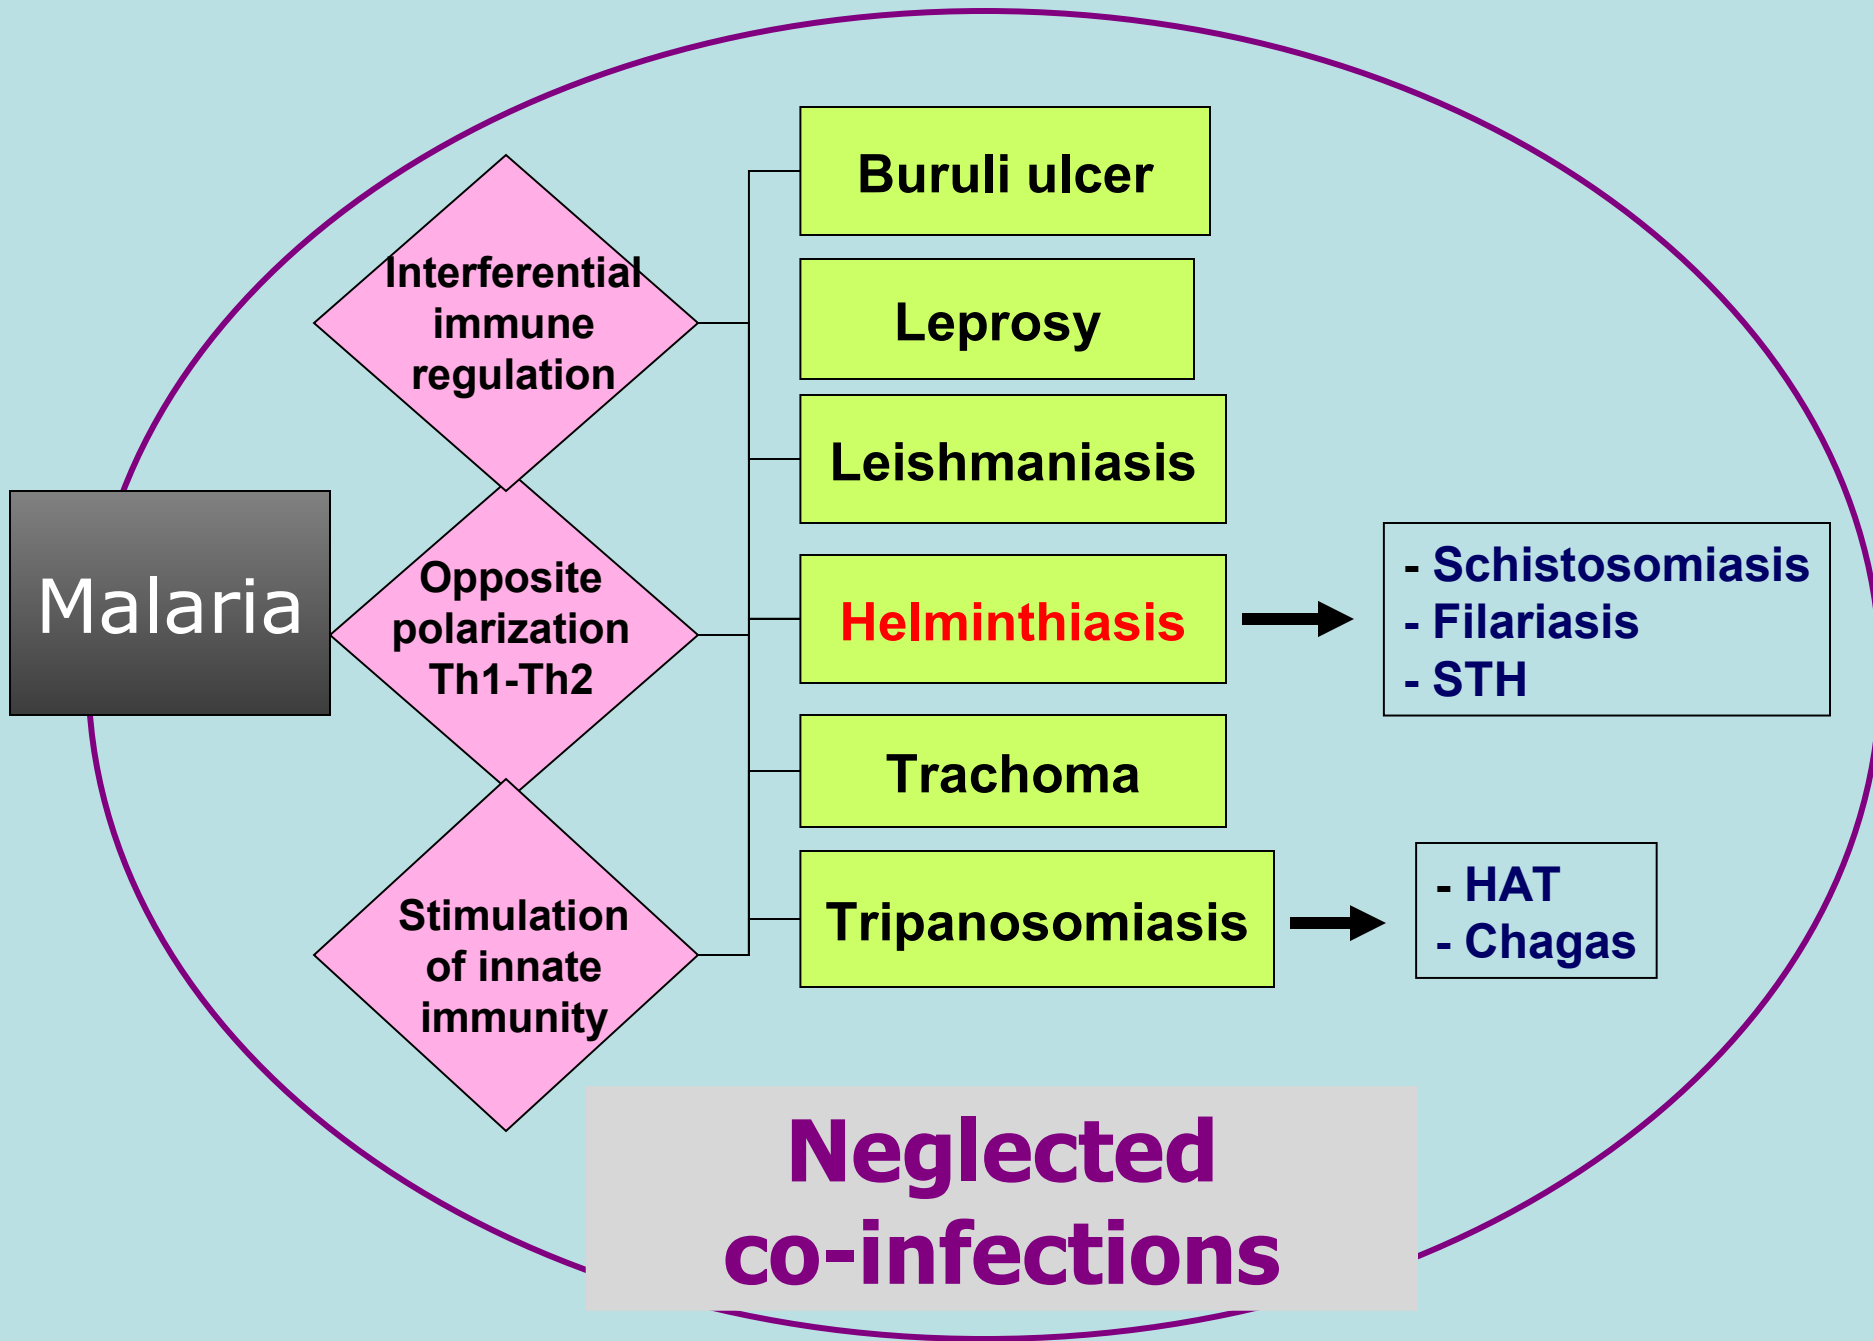 Malaria
Interferential
immune
regulation
Opposite
polarization
Th1-Th2
Stimulation
of innate
immunity
Buruli ulcer
Leprosy
Leishmaniasis
Helminthiasis
Trachoma
Tripanosomiasis
- Schistosomiasis
- Filariasis
- STH
- HAT
- Chagas
Neglected
co-infections